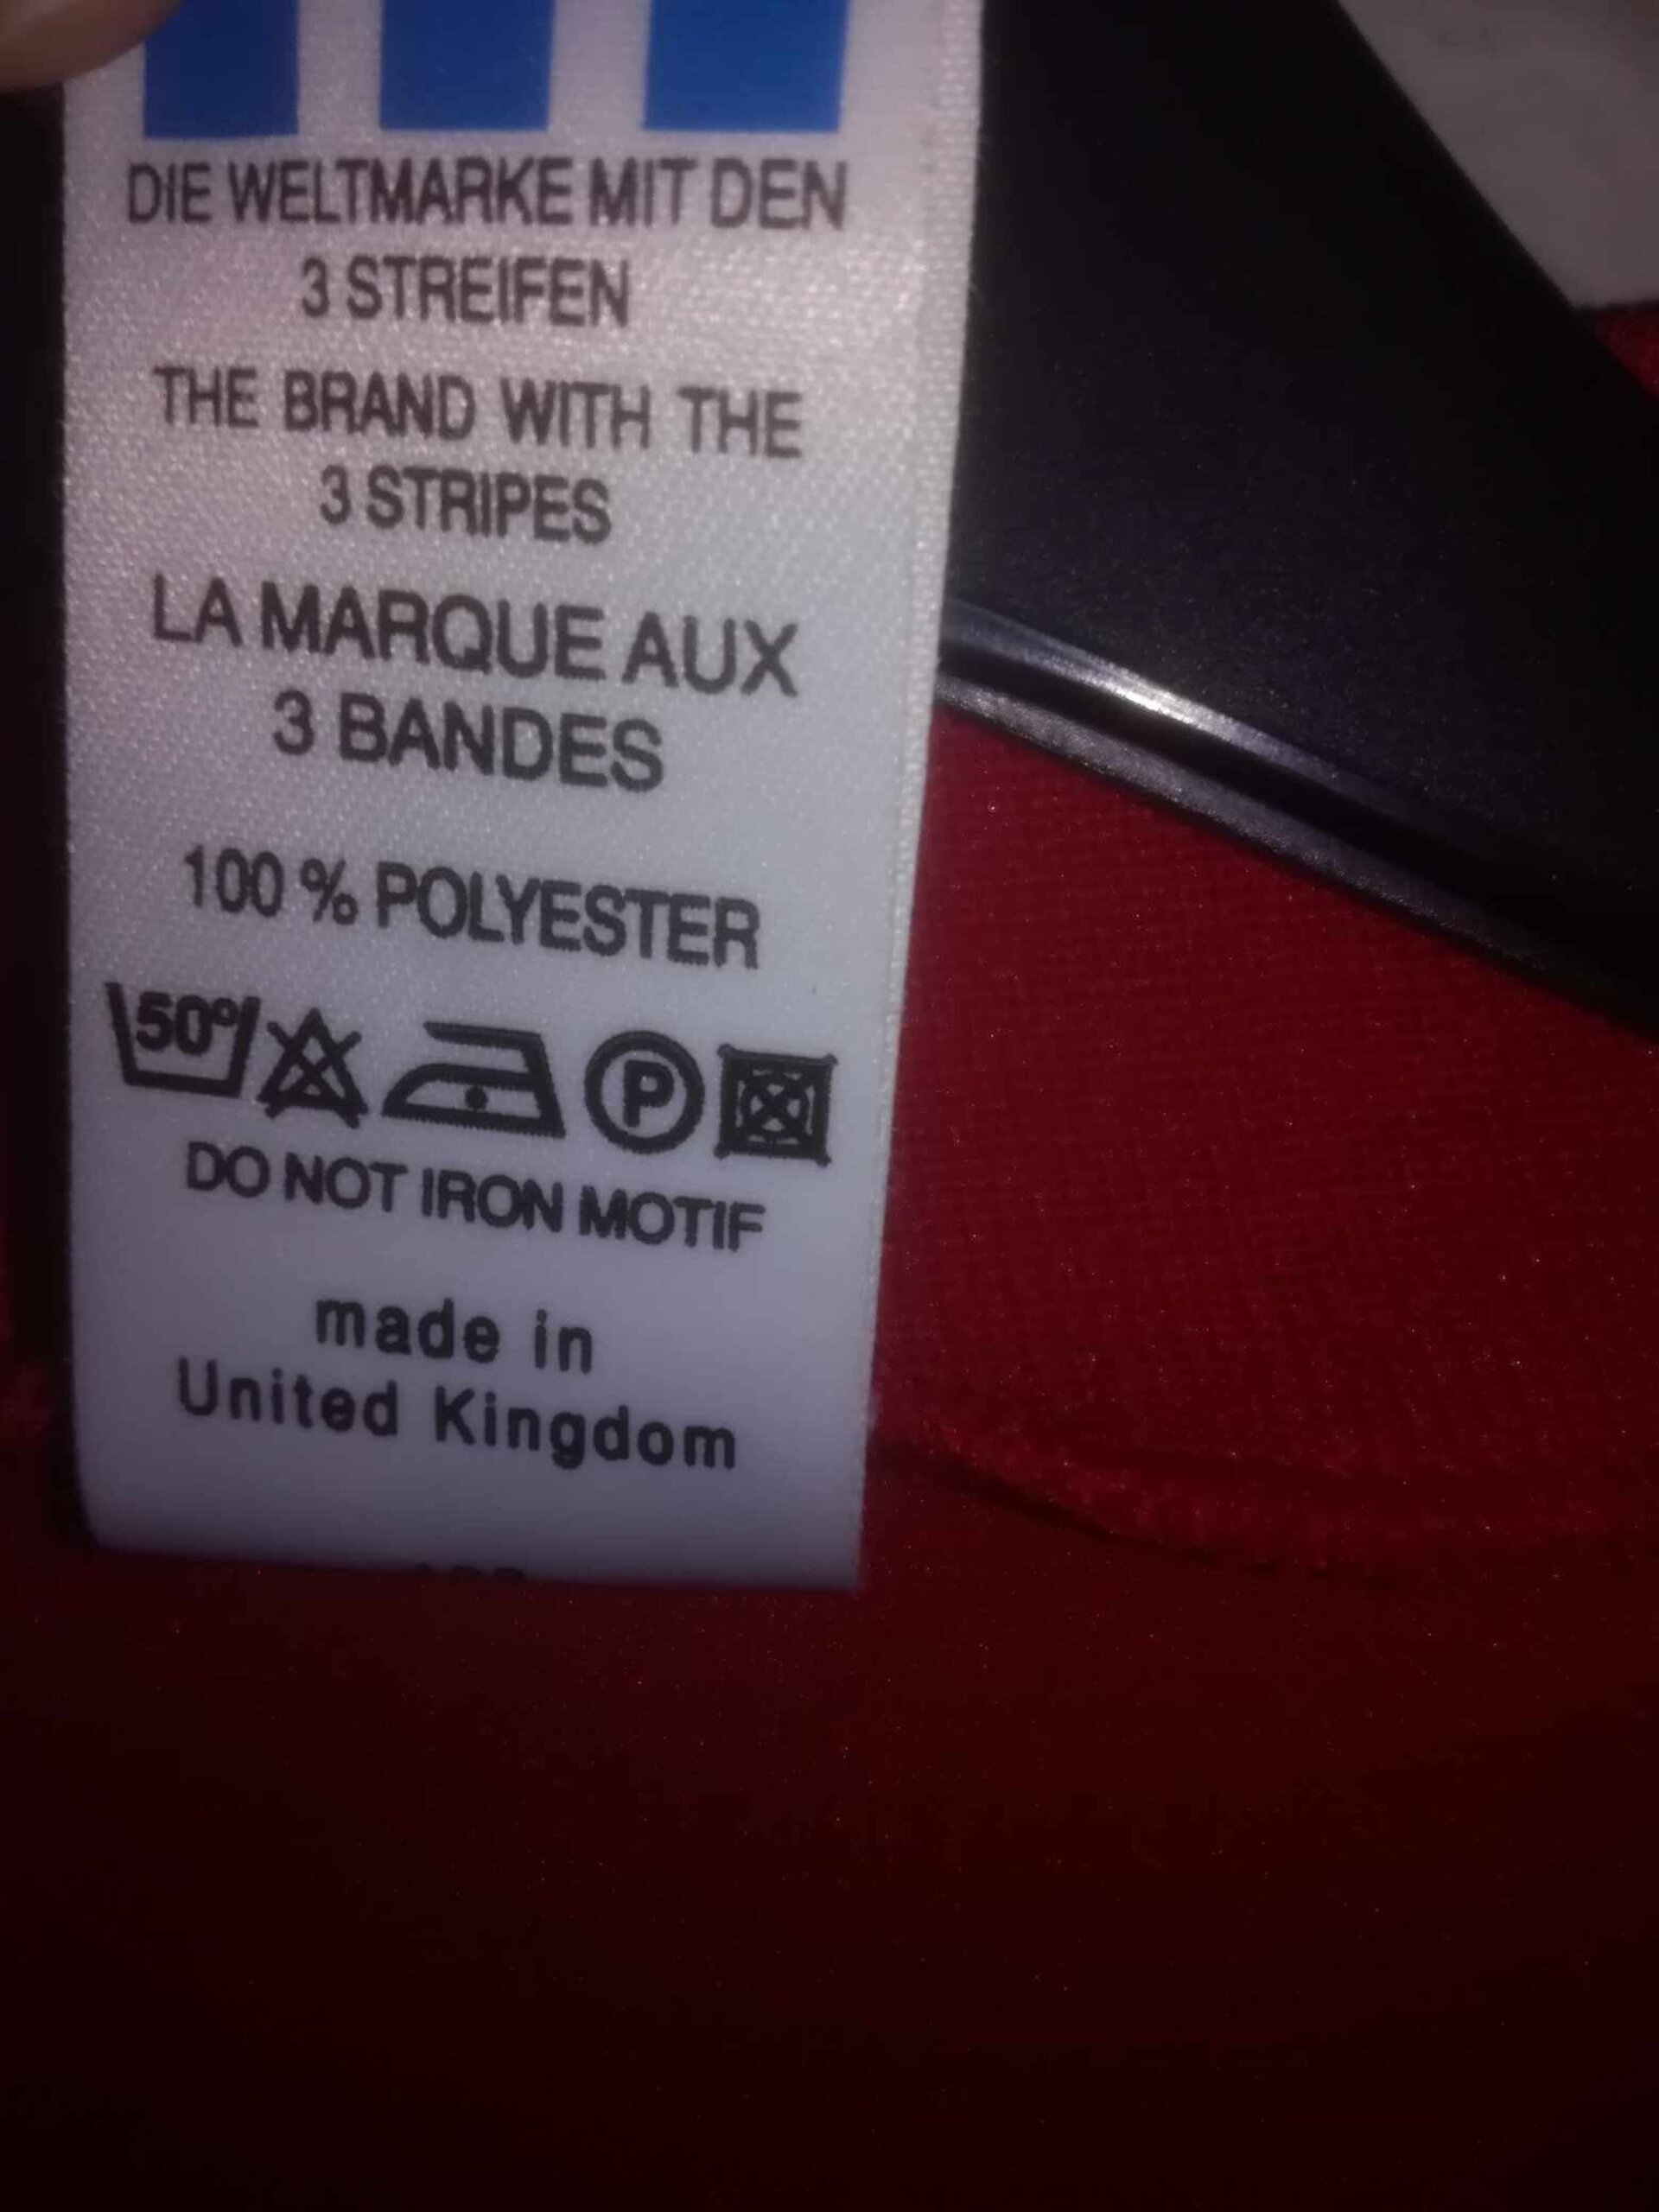 DIE WELTMARKE MIT DEN
3 STREIFEN
THE BRAND WITH THE
3 STRIPES
LA MARQUE AUX
3 BANDES
100 % POLYESTER
50° P
DO NOT IRON MOTIF
made in
United Kingdom